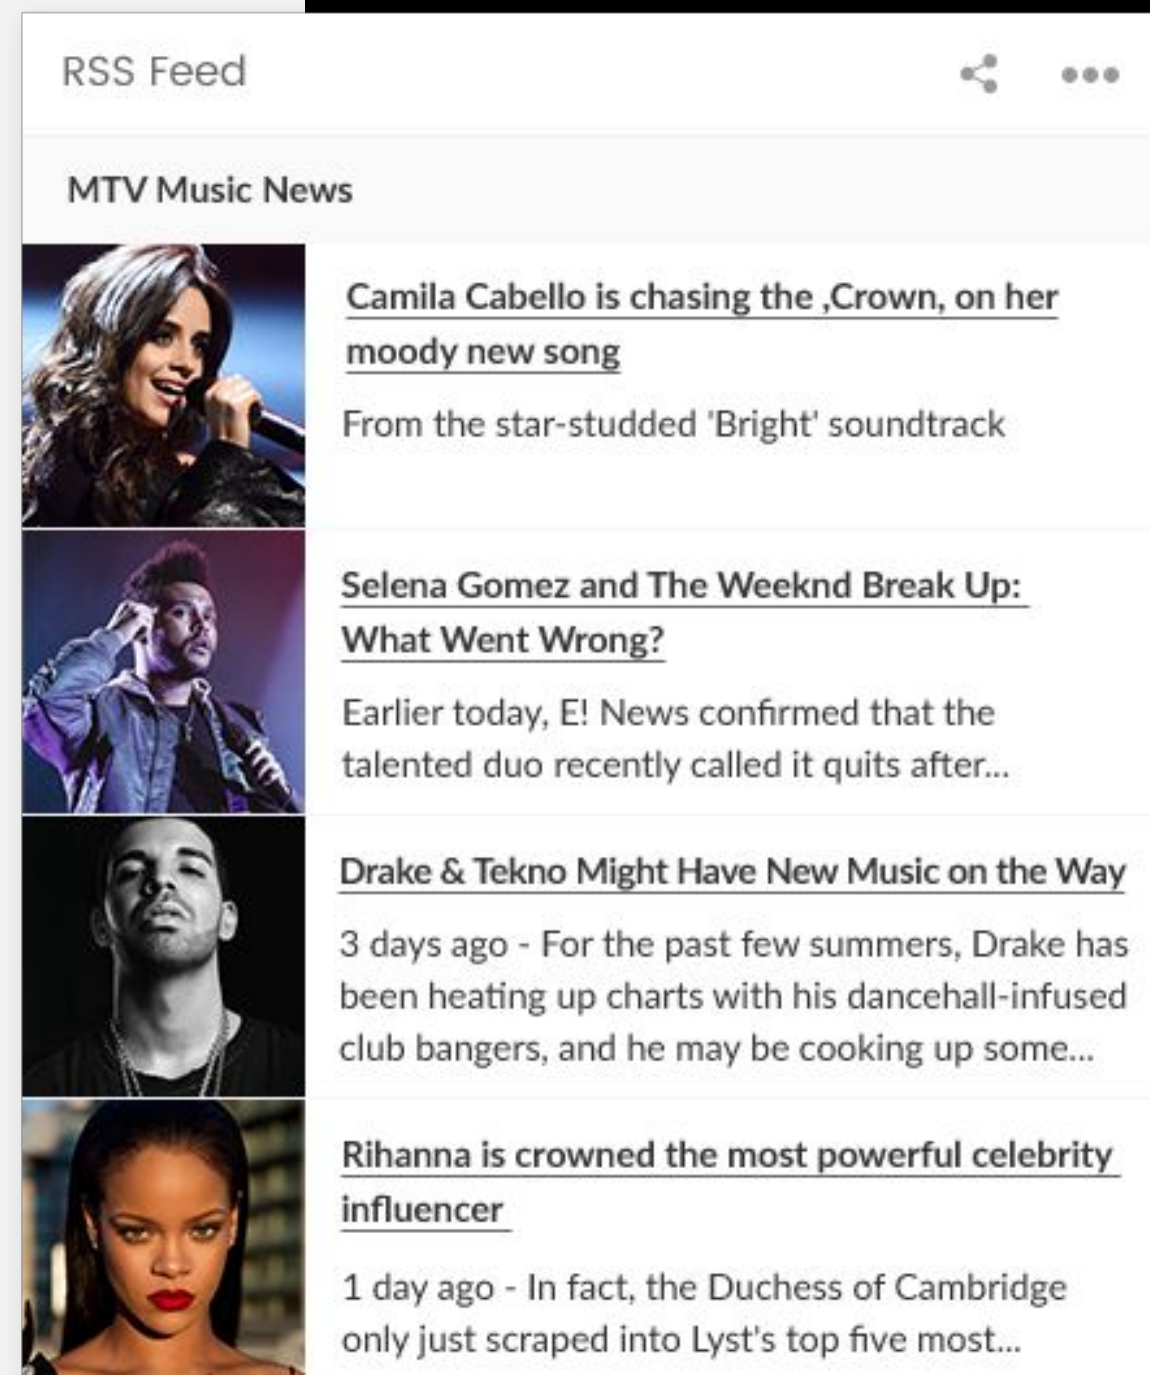 RSS Feed
MTV Music News
Camila Cabello is chasing the ,Crown, on her
moody new song
From the star-studded 'Bright' soundtrack
Selena Gomez and The Weeknd Break Up:
What Went Wrong?
Earlier today, E! News confirmed that the
talented duo recently called it quits after...
Drake & Tekno Might Have New Music on the Way
3 days ago - For the past few summers, Drake has
been heating up charts with his dancehall-infused
club bangers, and he may be cooking up some...
Rihanna is crowned the most powerful celebrity
influencer
1 day ago - In fact, the Duchess of Cambridge
only just scraped into Lyst's top five most...